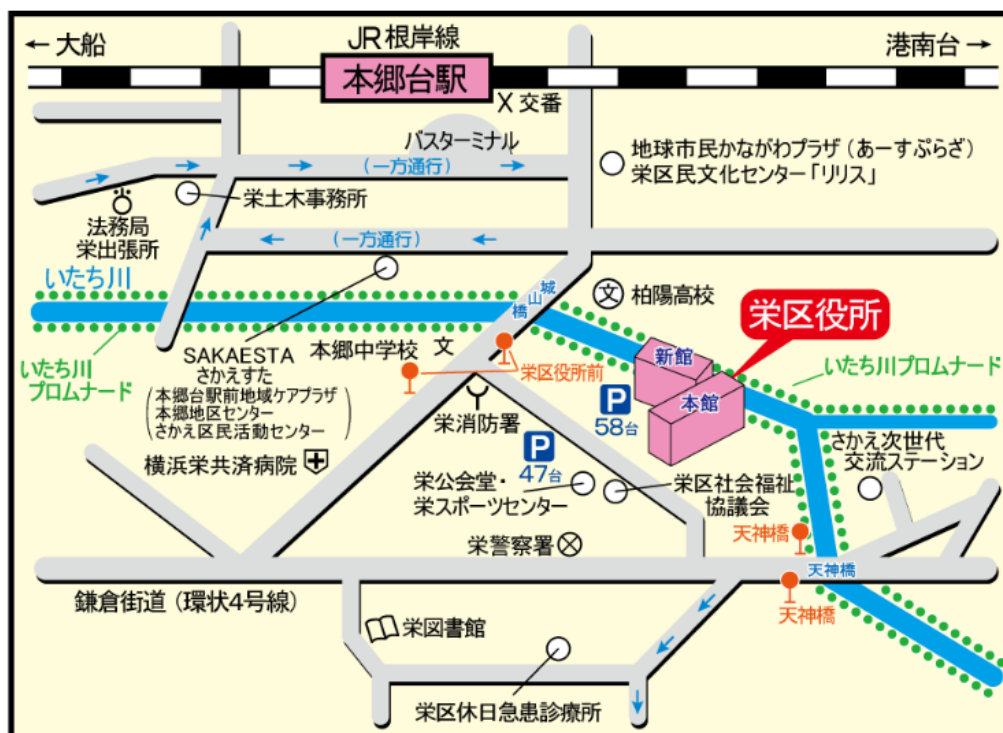 ← 大船
JR根岸線
港南台 →
本郷台駅
X 交番
バスターミナル
(一方通行)
地球市民かながわプラザ(あーすぷらざ)
栄区民文化センター「リリス」
栄土木事務所
法務局
栄出張所
(一方通行)
いたち川
城山橋
文
柏陽高校
栄区役所
新館
本館
いたち川
プロムナード
SAKAESTA
さかえすた
(本郷台駅前地域ケアプラザ
本郷地区センター
さかえ区民活動センター)
本郷中学校 文
栄区役所前
いたち川プロムナード
P
58台
栄消防署
P
47台
さかえ次世代
交流ステーション
横浜栄共済病院
栄公会堂・
栄スポーツセンター
栄区社会福祉
協議会
天神橋
栄警察署
天神橋
天神橋
鎌倉街道(環状4号線)
栄図書館
栄区休日急患診療所